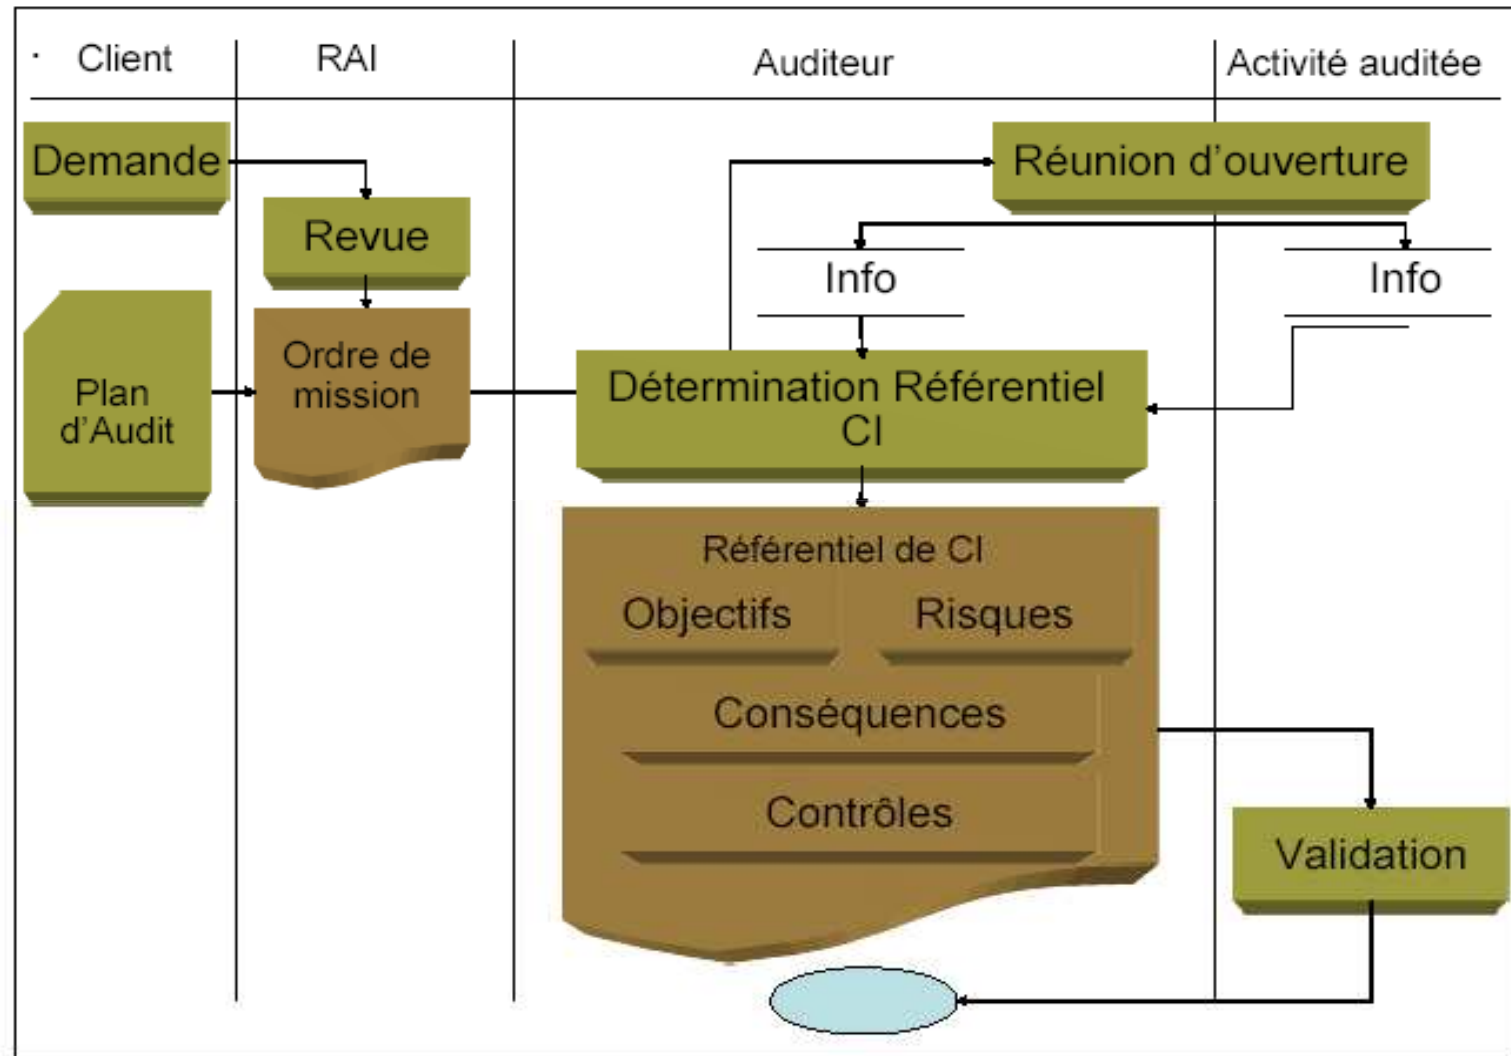 Client
RAI
Auditeur
Activité auditée
Demande
Réunion d'ouverture
Revue
Info
Info
Plan
d'Audit
Ordre de
mission
Détermination Référentiel
CI
Référentiel de CI
Objectifs
Risques
Conséquences
Contrôles
Validation